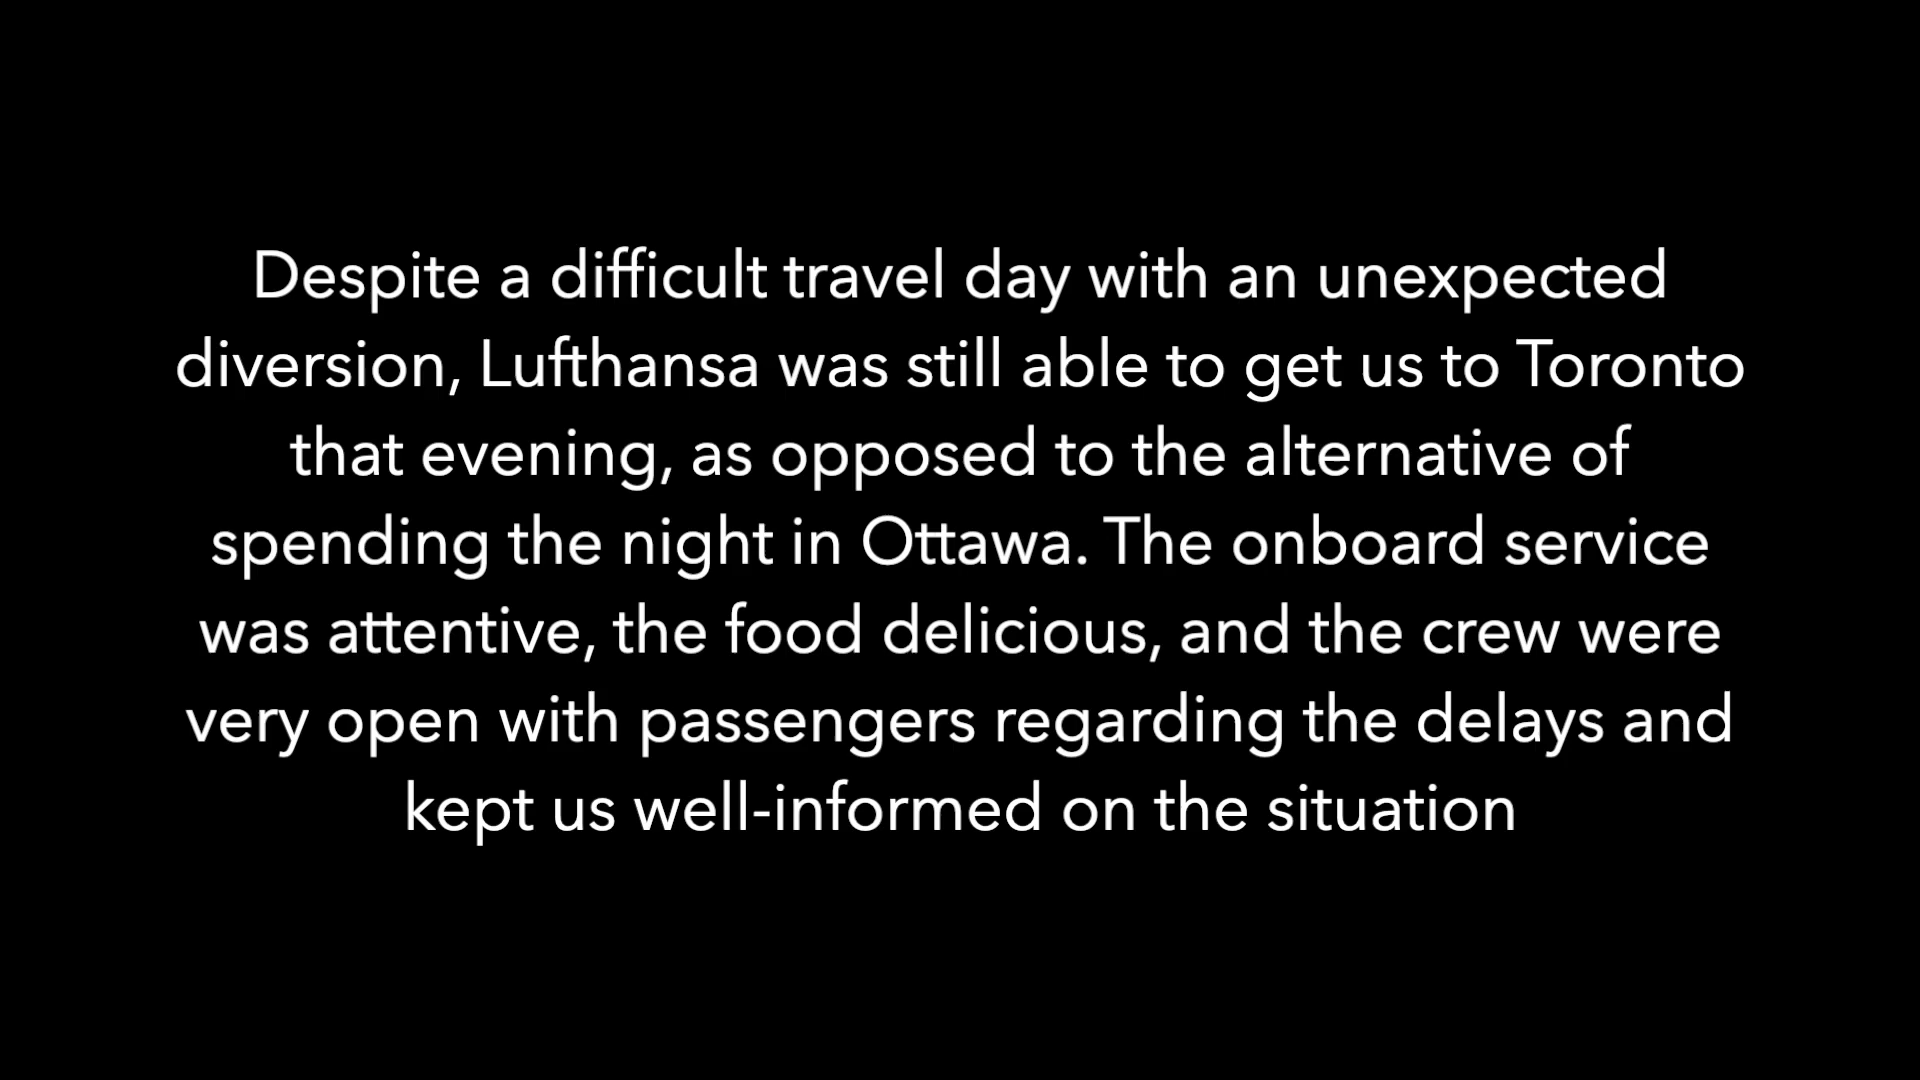 Despite a difficult travel day with an unexpected
diversion, Lufthansa was still able to get us to Toronto
that evening, as opposed to the alternative of
spending the night in Ottawa. The onboard service
was attentive, the food delicious, and the crew were
very open with passengers regarding the delays and
kept us well-informed on the situation